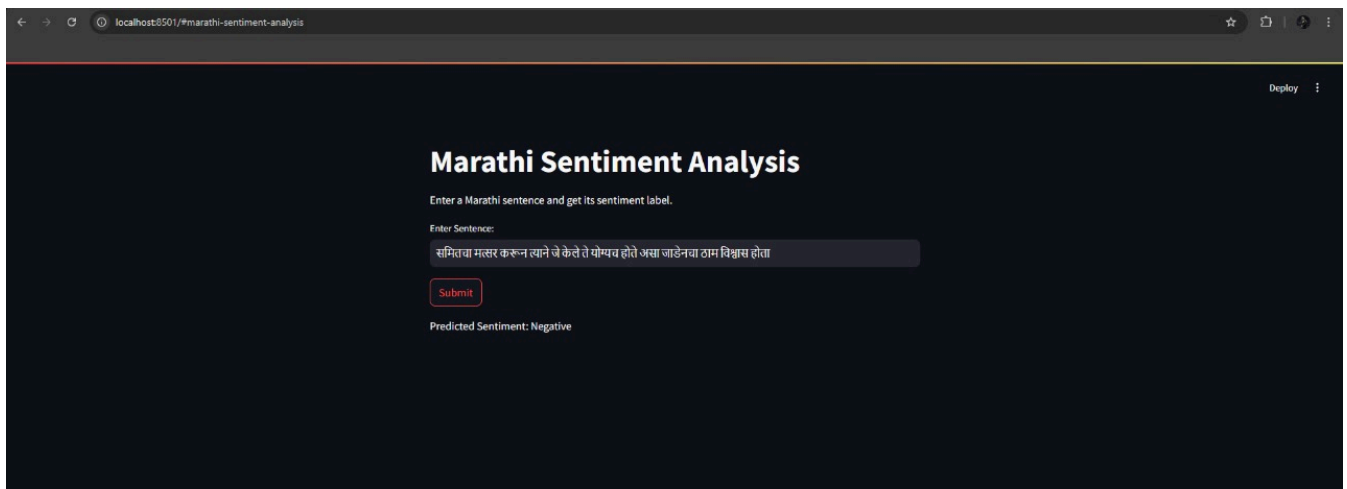 localhost:8501/#marathi-sentiment-analysis
Deploy
Marathi Sentiment Analysis
Enter a Marathi sentence and get its sentiment label.
Enter Sentence:
समितचा मत्सर करून त्याने जे केले ते योग्यच होते असा जाडेनचा ठाम विश्वास होता
Submit
Predicted Sentiment: Negative